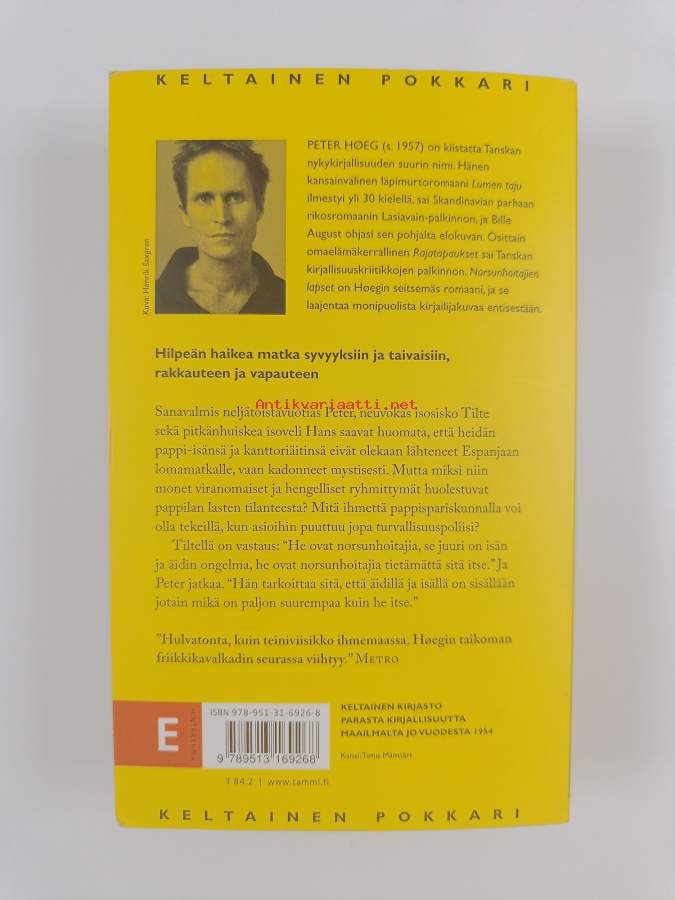 KELTAINEN POKKARI
PETER HØEG (s. 1957) on kiistatta Tanskan
nykykirjallisuuden suurin nimi. Hänen
kansainvälinen läpimurtoromaani Lumen taju
ilmestyi yli 30 kielellä, sai Skandinavian parhaan
rikosromaanin Lasiavain-palkinnon, ja Bille
August ohjasi sen pohjalta elokuvan. Osittain
omaelämäkerrallinen Rajatapaukset sai Tanskan
kirjallisuuskriitikkojen palkinnon. Norsunhoitajien
lapset on Høegin seitsemäs romaani, ja se
laajentaa monipuolista kirjailijakuvaa entisestään.
Kuva: Henrik Saxgren
Hilpeän haikea matka syvyyksiin ja taivaisiin,
rakkauteen ja vapauteen
Antikvariaatti.net
Sanavalmis neljätoistavuotias Peter, neuvokas isosisko Tilte
sekä pitkänhuiskea isoveli Hans saavat huomata, että heidän
pappi-isänsä ja kanttoriäitinsä eivät olekaan lähteneet Espanjaan
lomamatkalle, vaan kadonneet mystisesti. Mutta miksi niin
monet viranomaiset ja hengelliset ryhmittymät huolestuvat
pappilan lasten tilanteesta? Mitä ihmettä pappispariskunnalla voi
olla tekeillä, kun asioihin puuttuu jopa turvallisuuspoliisi?
Tiltellä on vastaus: “He ovat norsunhoitajia, se juuri on isän
ja äidin ongelma, he ovat norsunhoitajia tietämättä sitä itse.” Ja
Peter jatkaa. “Hän tarkoittaa sitä, että äidillä ja isällä on sisällään
jotain mikä on paljon suurempaa kuin he itse.”
”Hulvatonta, kuin teiniviisikko ihmemaassa. Høegin taikoman
friikkikavalkadin seurassa viihtyy.” METRO
E
ISBN 978-951-31-6926-8
9 789513 169268
T 84.2 | www.tammi.fi
KELTAINEN KIRJASTO
PARASTA KIRJALLISUUTTA
MAAILMALTA JO VUODESTA 1954
Kansi: Timo Mänttäri
KELTAINEN POKKARI